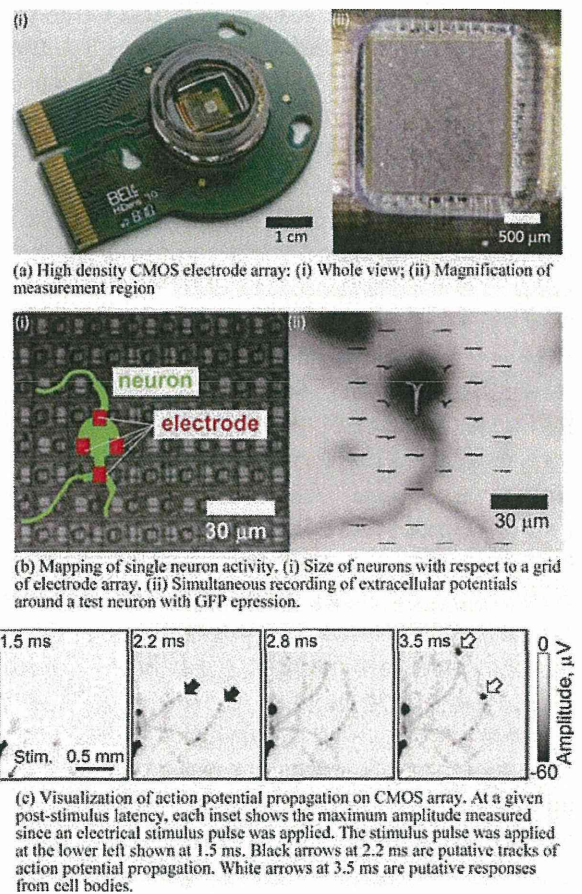 (i)
(ii)
BEL
1 cm
500 µm
(a) High density CMOS electrode array: (i) Whole view; (ii) Magnification of
measurement region
(i)
(ii)
neuron
electrode
30 µm
30 µm
(b) Mapping of single neuron activity. (i) Size of neurons with respect to a grid
of electrode array. (ii) Simultaneous recording of extracellular potentials
around a test neuron with GFP epression.
1.5 ms
2.2 ms
2.8 ms
3.5 ms
0
Stim.
0.5 mm
-60
Amplitude, µV
(c) Visualization of action potential propagation on CMOS array. At a given
post-stimulus latency, each inset shows the maximum amplitude measured
since an electrical stimulus pulse was applied. The stimulus pulse was applied
at the lower left shown at 1.5 ms. Black arrows at 2.2 ms are putative tracks of
action potential propagation. White arrows at 3.5 ms are putative responses
from cell bodies.